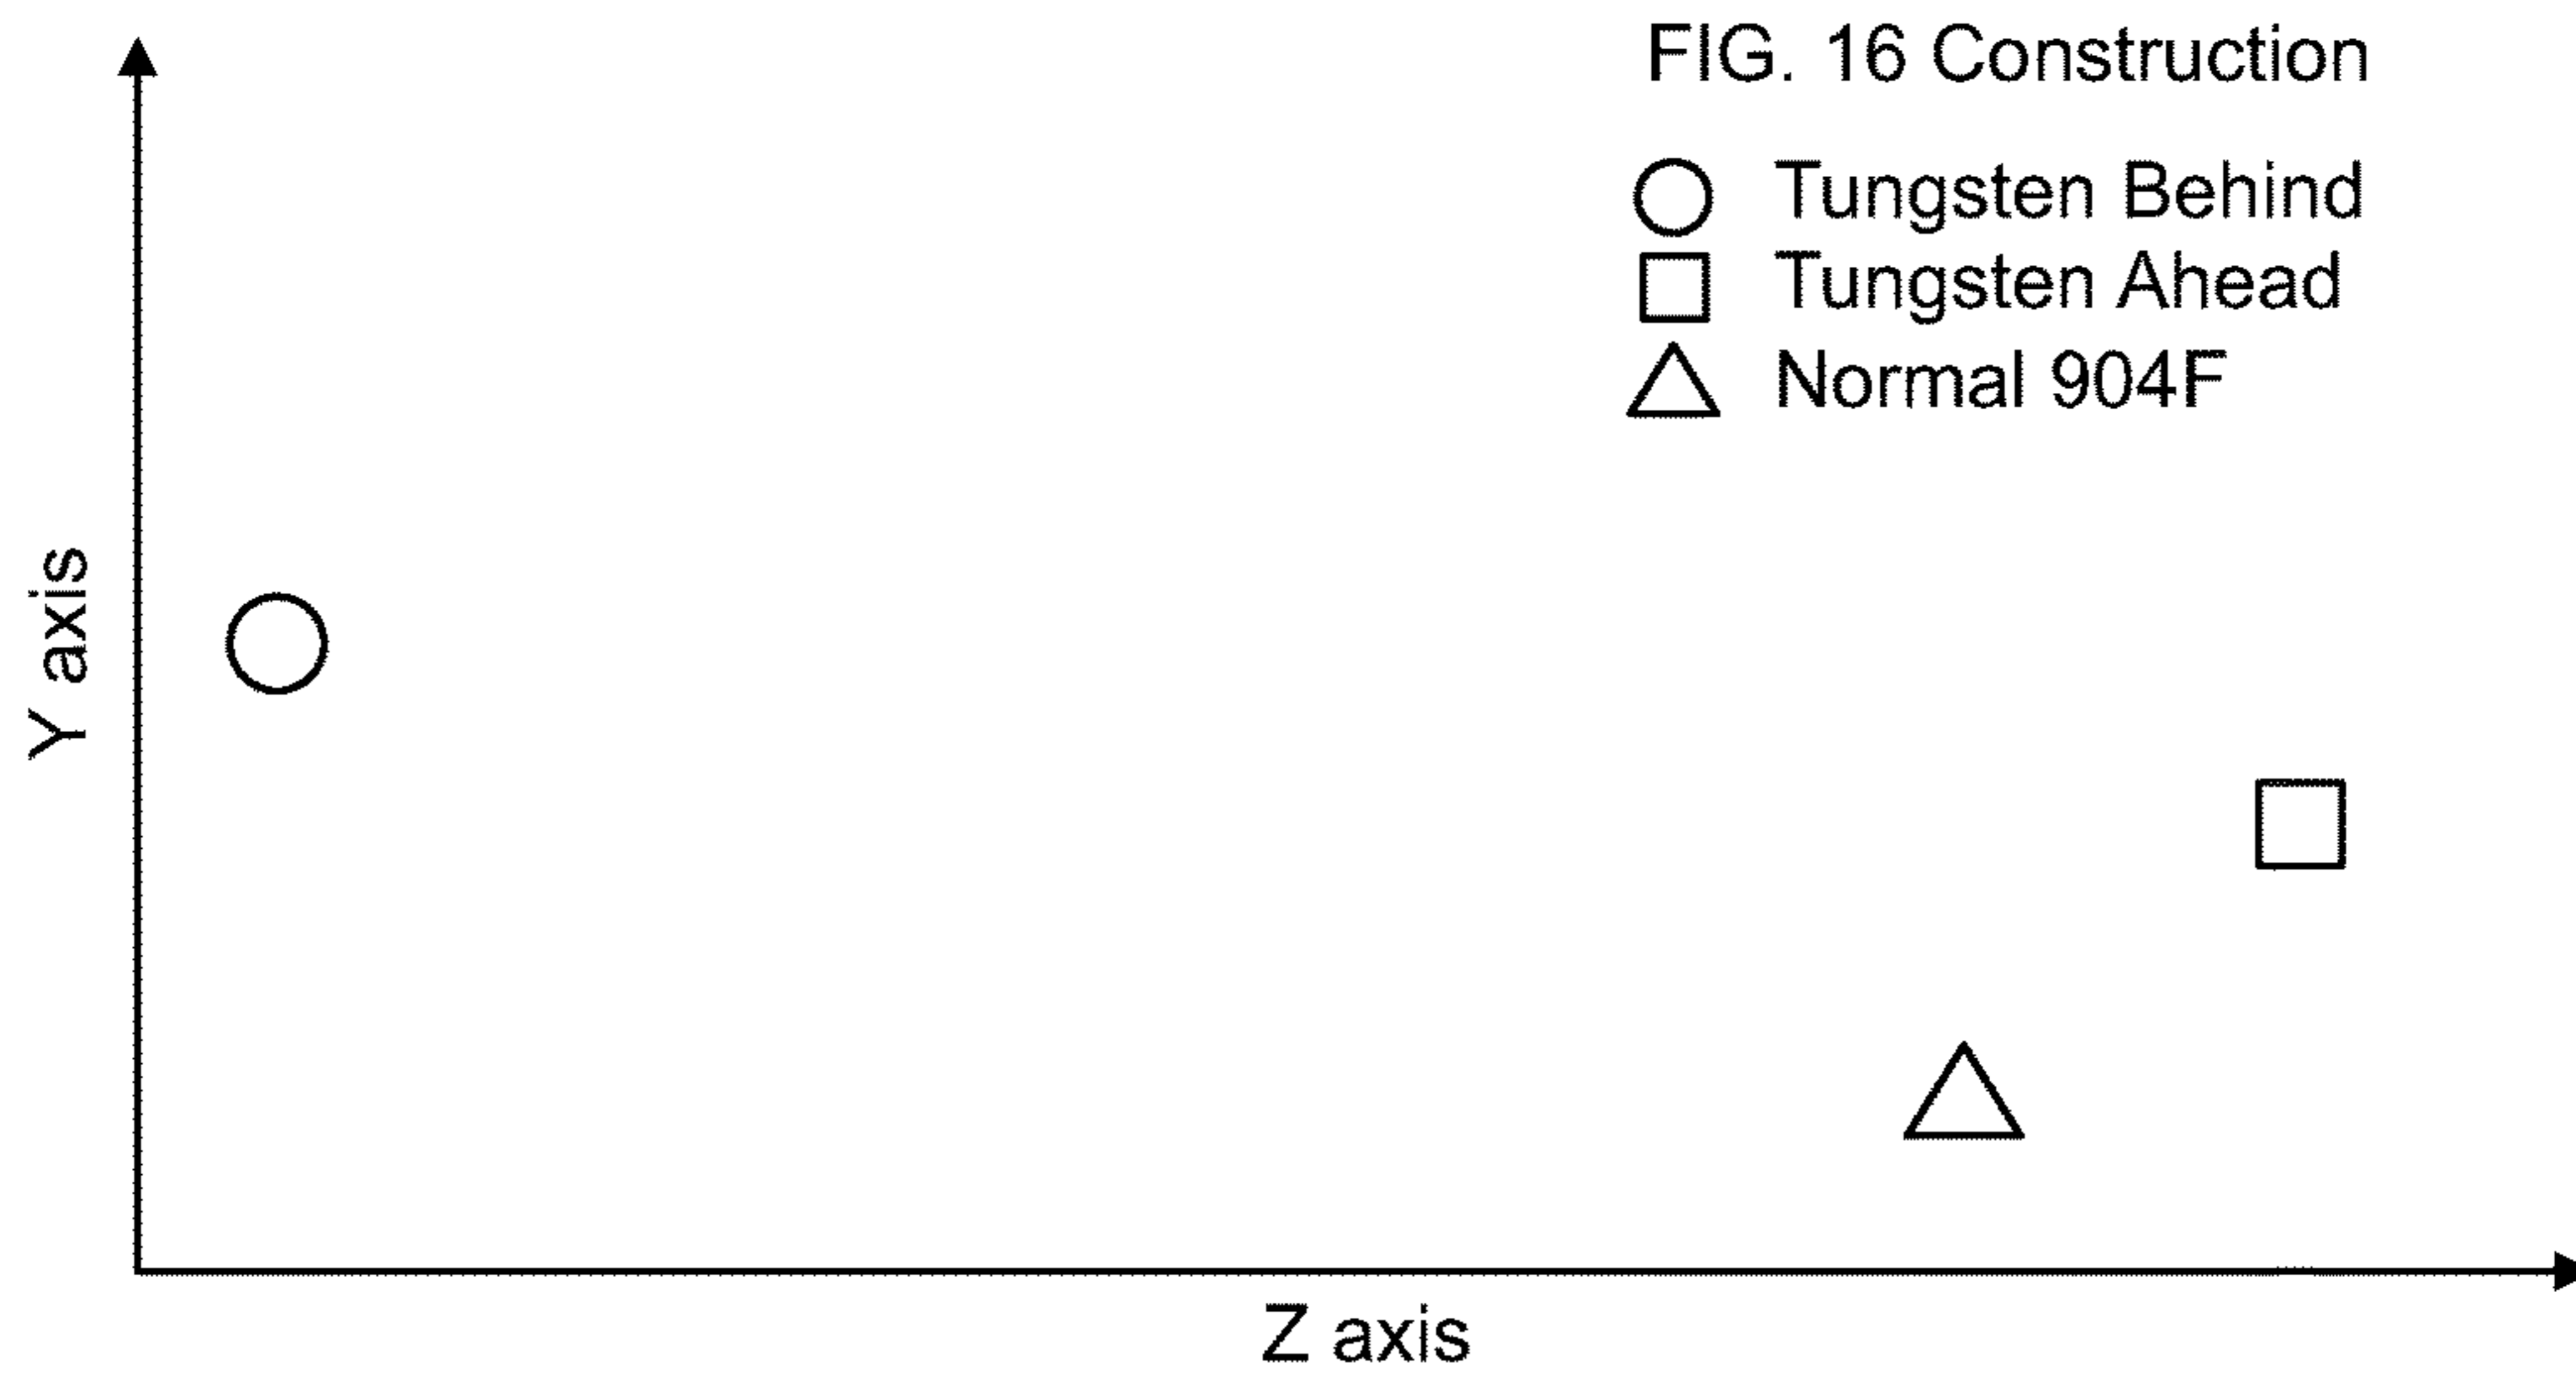 FIG. 16 Construction
Tungsten Behind
Tungsten Ahead
Normal 904F
Y axis
Z axis